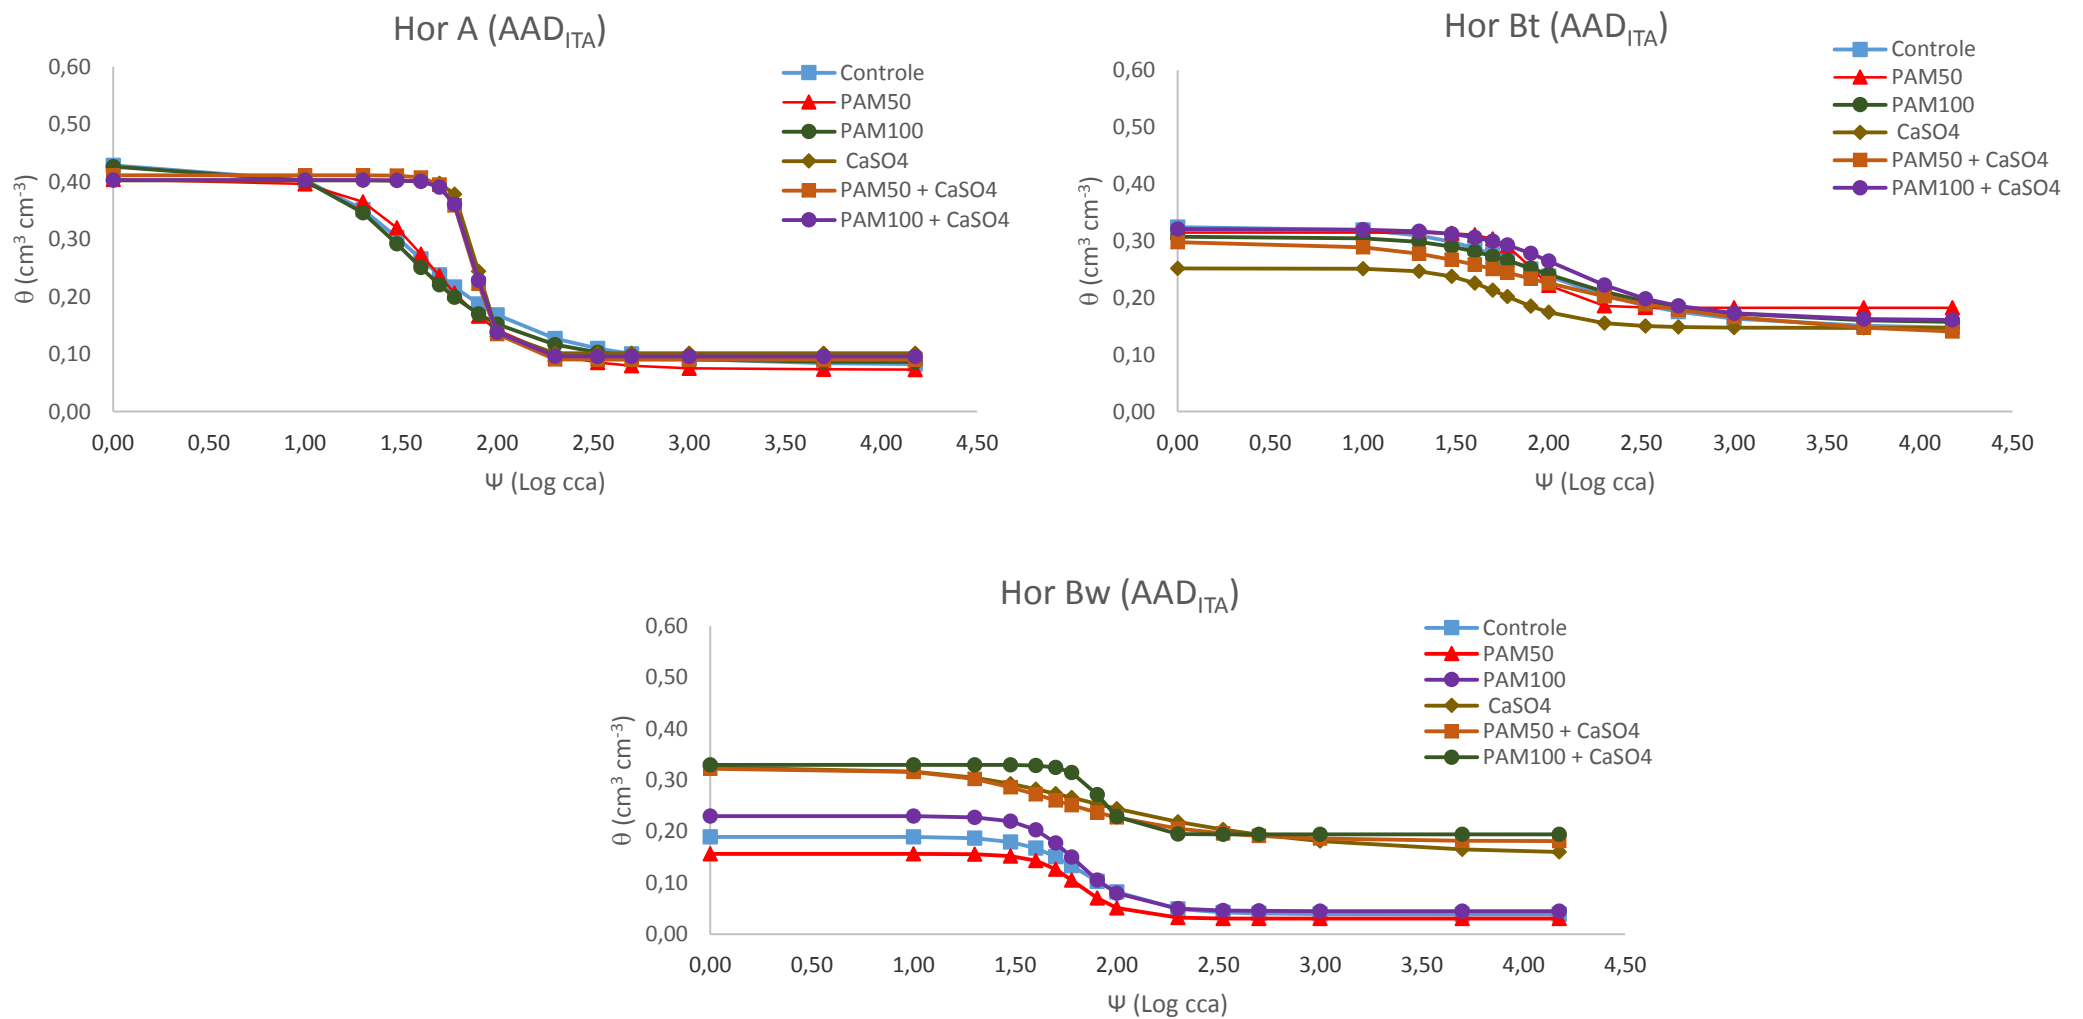 Hor A (AAD_ITA)
θ (cm³ cm⁻³)
0,60
0,50
0,40
0,30
0,20
0,10
0,00
0,00 0,50 1,00 1,50 2,00 2,50 3,00 3,50 4,00 4,50
Ψ (Log cca)
Controle
PAM50
PAM100
CaSO4
PAM50 + CaSO4
PAM100 + CaSO4
Hor Bt (AAD_ITA)
θ (cm³ cm⁻³)
0,60
0,50
0,40
0,30
0,20
0,10
0,00
0,00 0,50 1,00 1,50 2,00 2,50 3,00 3,50 4,00 4,50
Ψ (Log cca)
Controle
PAM50
PAM100
CaSO4
PAM50 + CaSO4
PAM100 + CaSO4
Hor Bw (AAD_ITA)
θ (cm³ cm⁻³)
0,60
0,50
0,40
0,30
0,20
0,10
0,00
0,00 0,50 1,00 1,50 2,00 2,50 3,00 3,50 4,00 4,50
Ψ (Log cca)
Controle
PAM50
PAM100
CaSO4
PAM50 + CaSO4
PAM100 + CaSO4